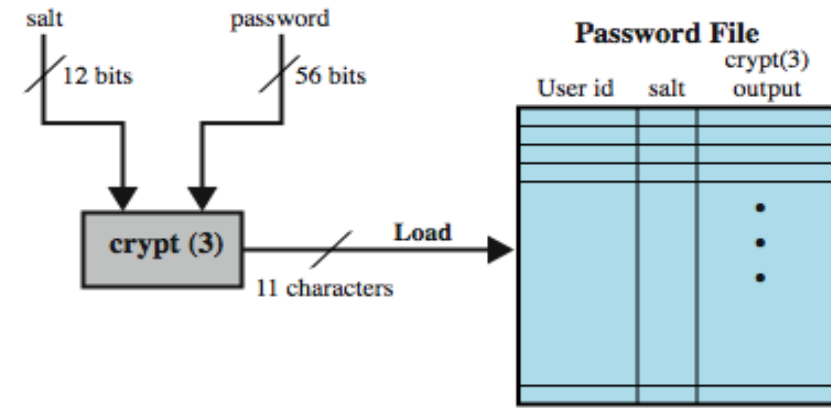 salt
password
12 bits
56 bits
crypt (3)
11 characters
Load
Password File
User id
salt
crypt(3)
output